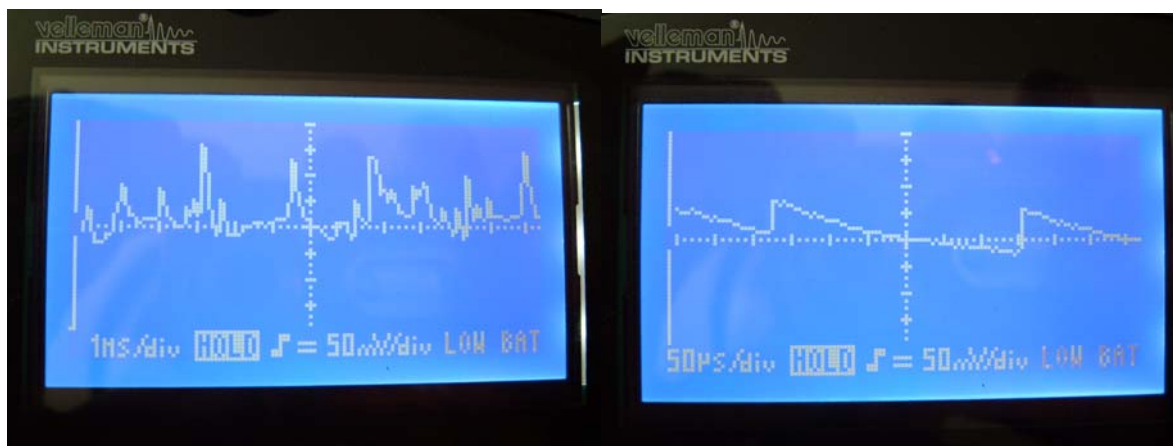 velleman®
INSTRUMENTS
1ms/div HOLD = 50mV/div LOW BAT
velleman®
INSTRUMENTS
50µs/div HOLD = 50mV/div LOW BAT